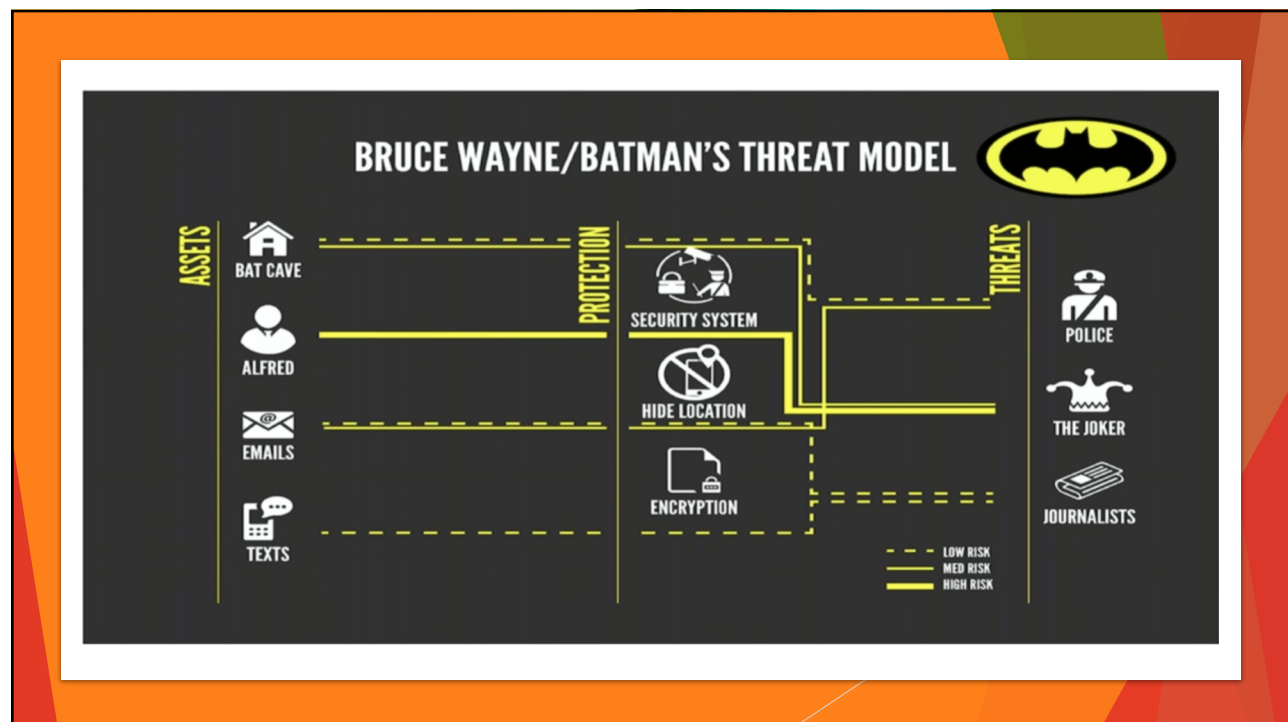 BRUCE WAYNE/BATMAN'S THREAT MODEL
ASSETS
BAT CAVE
ALFRED
EMAILS
TEXTS
PROTECTION
SECURITY SYSTEM
HIDE LOCATION
ENCRYPTION
THREATS
POLICE
THE JOKER
JOURNALISTS
LOW RISK
MED RISK
HIGH RISK